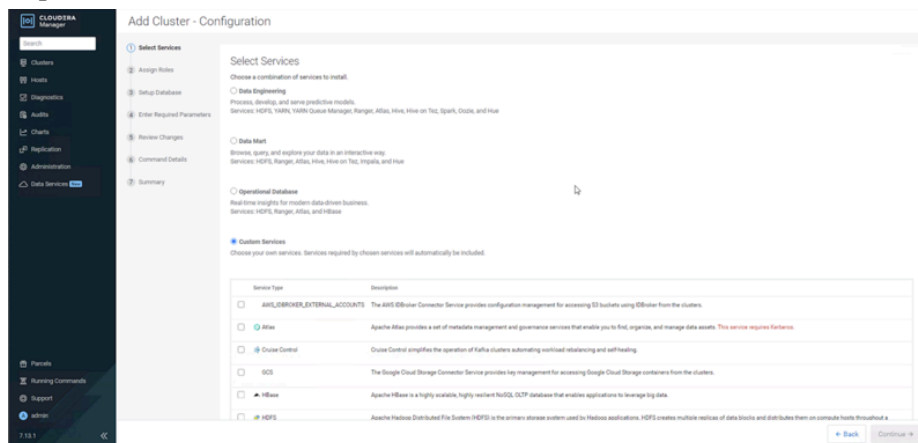 CLOUDERA
Manager
Search
Clusters
Hosts
Diagnostics
Audits
Charts
Replication
Administration
Data Services New
Parcels
Running Commands
Support
admin
7.13.1
Add Cluster - Configuration
1 Select Services
2 Assign Roles
3 Setup Database
4 Enter Required Parameters
5 Review Changes
6 Command Details
7 Summary
Select Services
Choose a combination of services to install.
Data Engineering
Process, develop, and serve predictive models.
Services: HDFS, YARN, YARN Queue Manager, Ranger, Atlas, Hive, Hive on Tez, Spark, Oozie, and Hue
Data Mart
Browse, query, and explore your data in an interactive way.
Services: HDFS, Ranger, Atlas, Hive, Hive on Tez, Impala, and Hue
Operational Database
Real-time insights for modern data-driven business.
Services: HDFS, Ranger, Atlas, and HBase
Custom Services
Choose your own services. Services required by chosen services will automatically be included.
Service Type Description
AWS_IDBROKER_EXTERNAL_ACCOUNTS The AWS IDBroker Connector Service provides configuration management for accessing S3 buckets using IDBroker from the clusters.
Atlas Apache Atlas provides a set of metadata management and governance services that enable you to find, organize, and manage data assets. This service requires Kerberos.
Cruise Control Cruise Control simplifies the operation of Kafka clusters automating workload rebalancing and self-healing.
GCS The Google Cloud Storage Connector Service provides key management for accessing Google Cloud Storage containers from the clusters.
HBase Apache HBase is a highly scalable, highly resilient NoSQL OLTP database that enables applications to leverage big data.
HDFS Apache Hadoop Distributed File System (HDFS) is the primary storage system used by Hadoop applications. HDFS creates multiple replicas of data blocks and distributes them on compute hosts throughout a
← Back Continue →